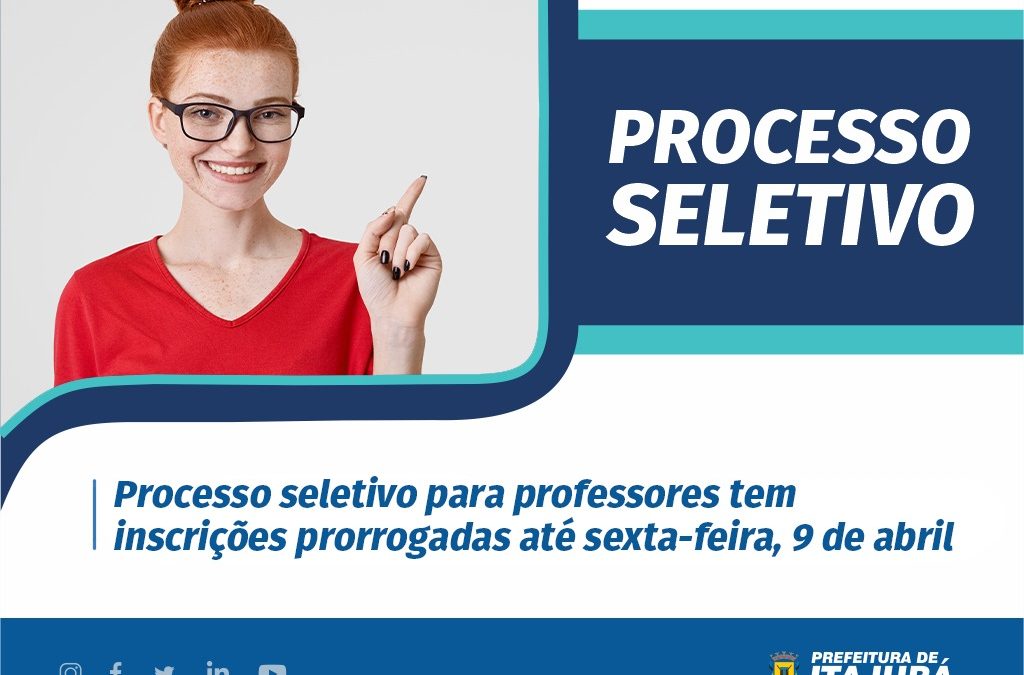 PROCESSO
SELETIVO
Processo seletivo para professores tem
inscrições prorrogadas até sexta-feira, 9 de abril
PREFEITURA DE
ITAJUBÁ